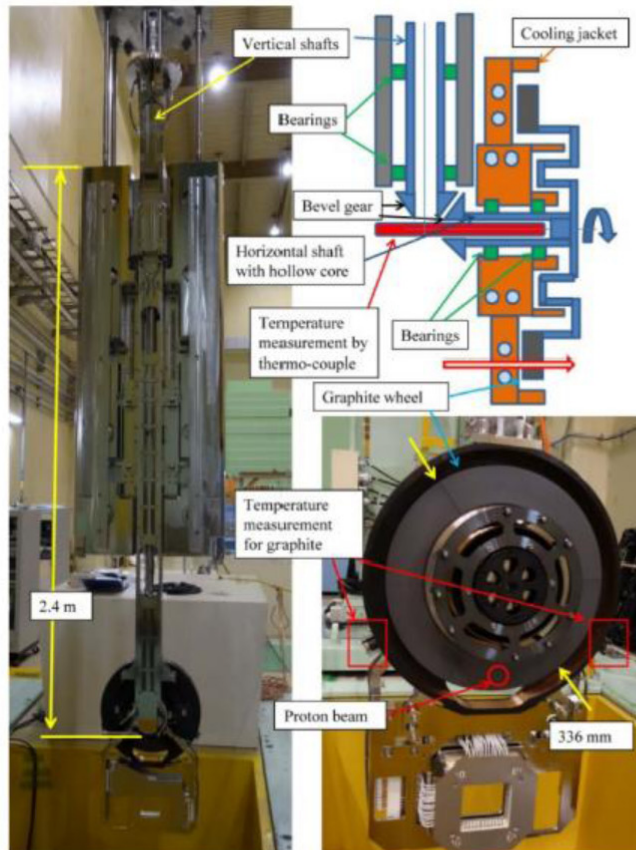 Vertical shafts
Cooling jacket
Bearings
Bevel gear
Horizontal shaft
with hollow core
Temperature
measurement by
thermo-couple
Bearings
Graphite wheel
Temperature
measurement
for graphite
2.4 m
Proton beam
336 mm